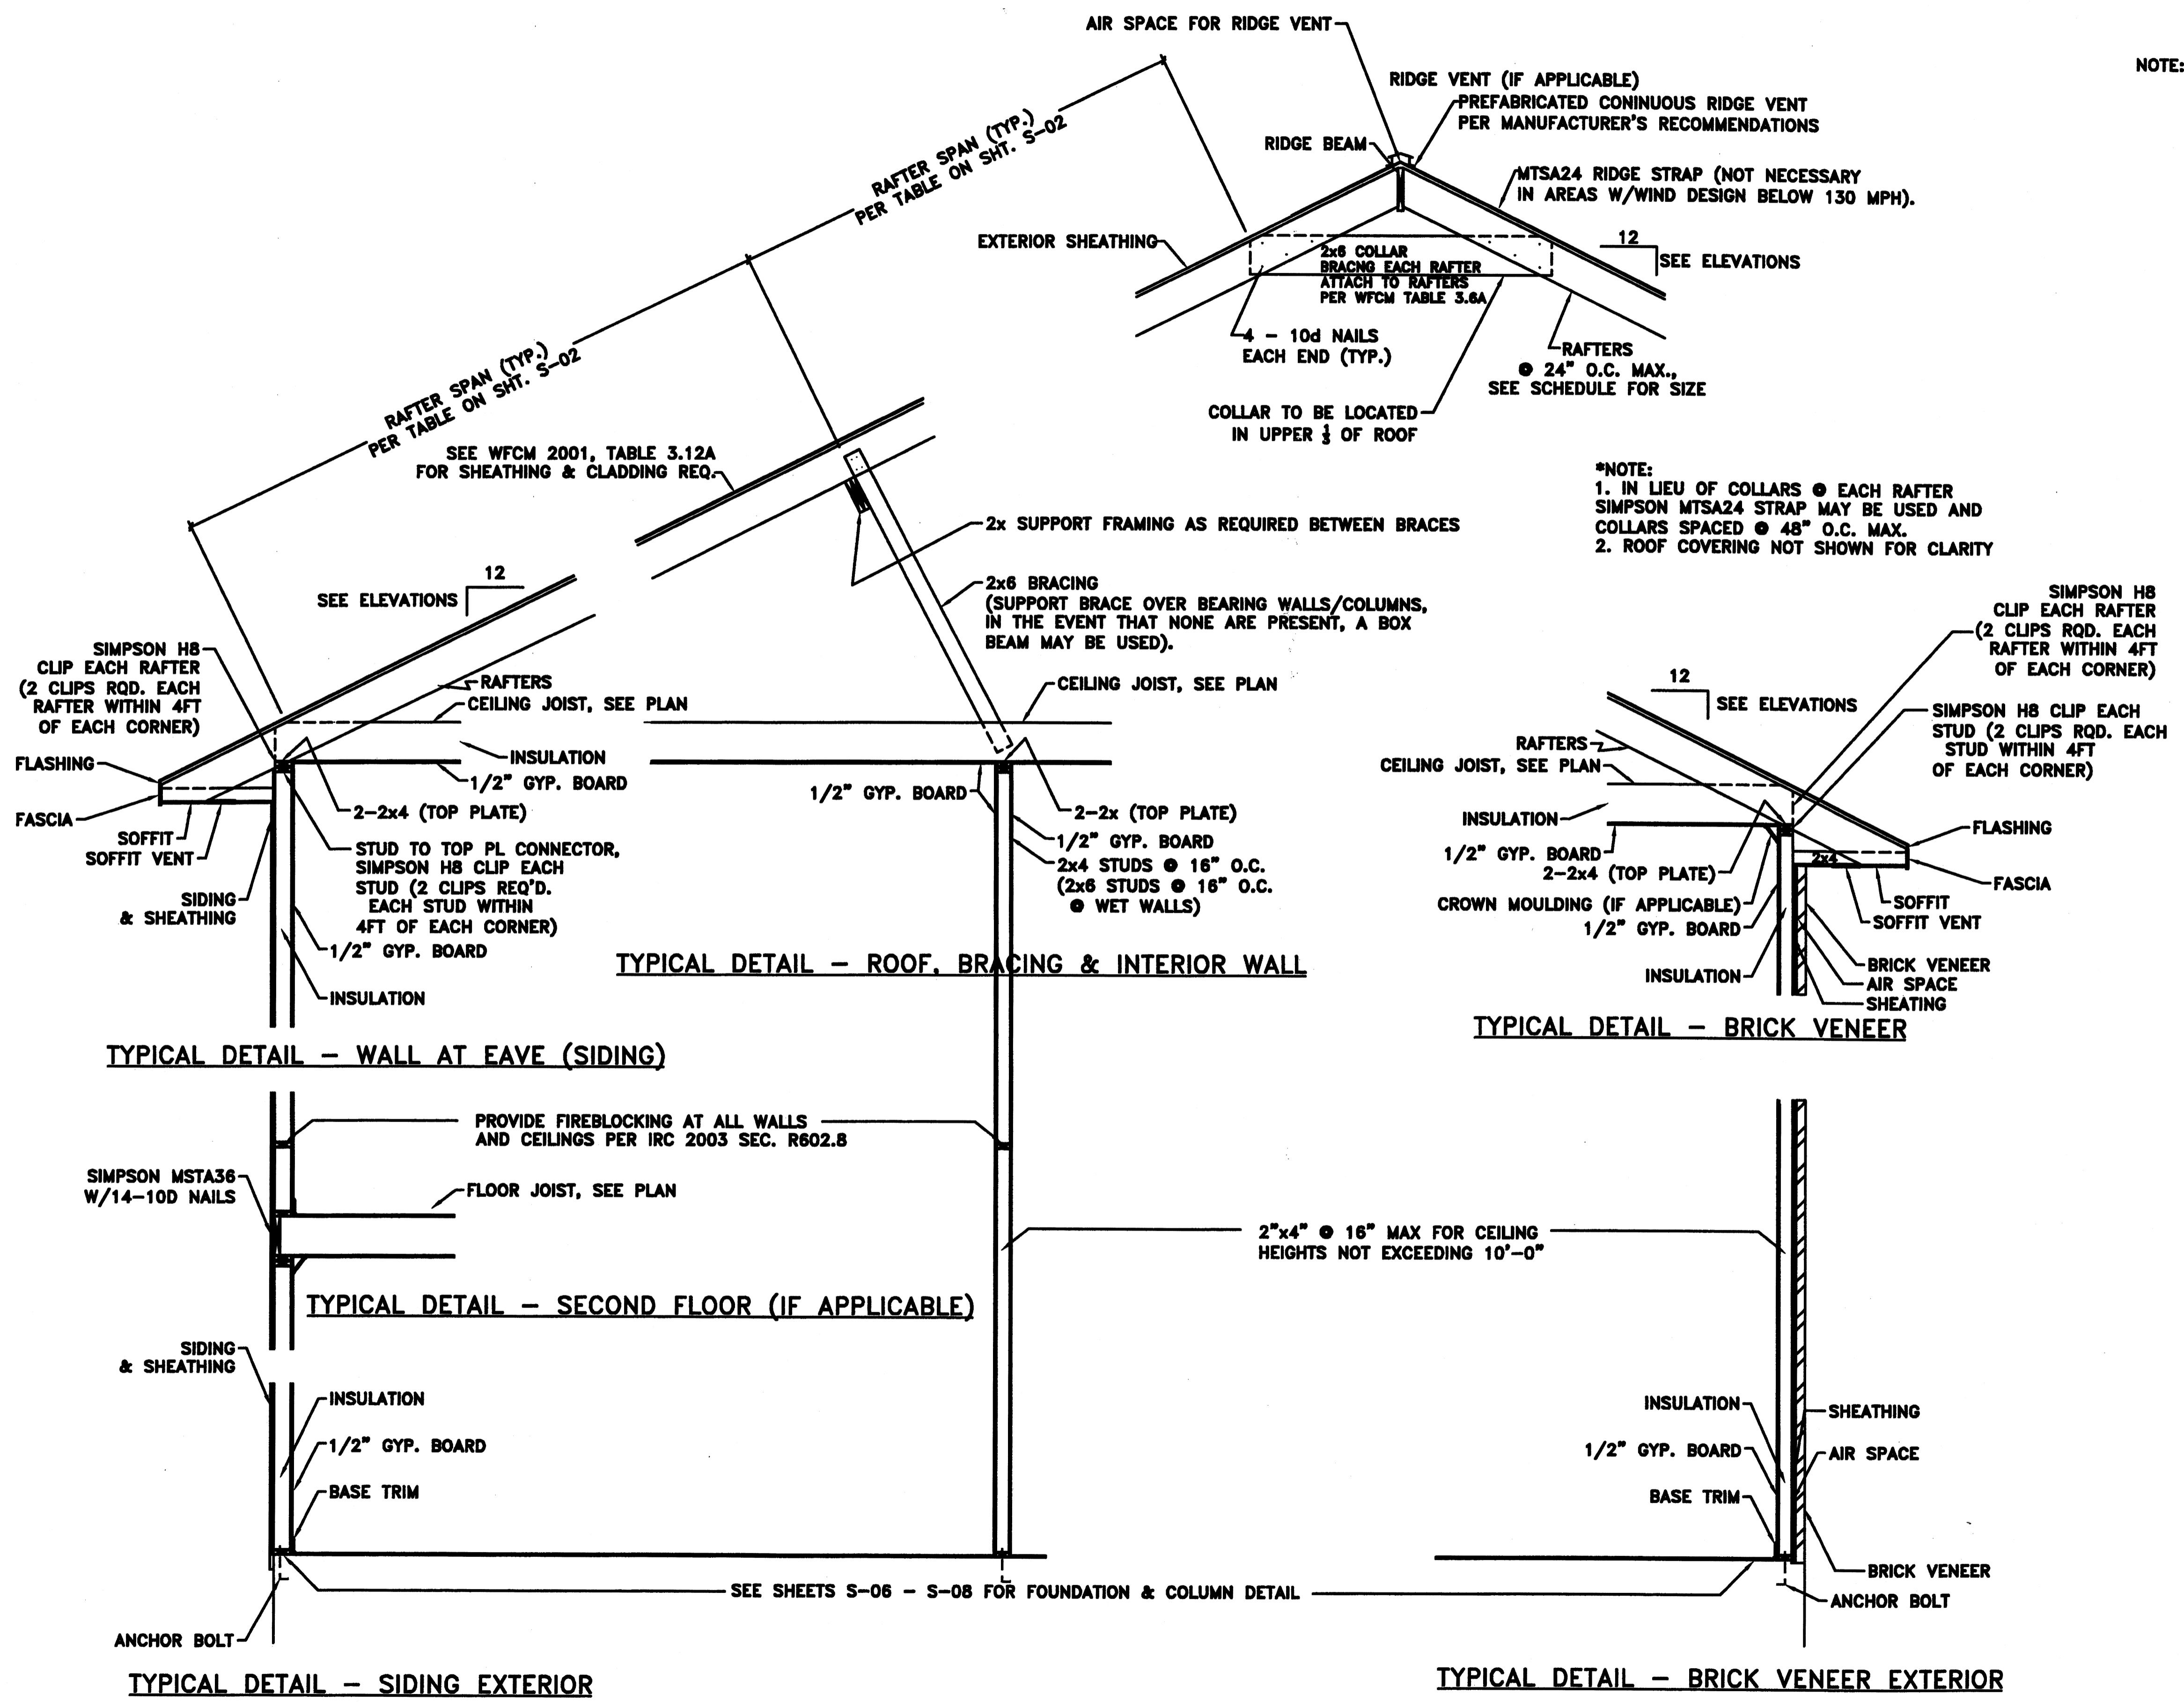 AIR SPACE FOR RIDGE VENT
NOTE:
RIDGE VENT (IF APPLICABLE)
PREFABRICATED CONINUOUS RIDGE VENT
PER MANUFACTURER'S RECOMMENDATIONS
RIDGE BEAM
MTSA24 RIDGE STRAP (NOT NECESSARY
IN AREAS W/WIND DESIGN BELOW 130 MPH).
RAFTER SPAN (TYP.)
PER TABLE ON SHT. S-02
EXTERIOR SHEATHING
2x6 COLLAR
BRACNG EACH RAFTER
ATTACH TO RAFTERS
PER WFCM TABLE 3.6A
12
SEE ELEVATIONS
4 - 10d NAILS
EACH END (TYP.)
RAFTERS
@ 24" O.C. MAX.,
SEE SCHEDULE FOR SIZE
COLLAR TO BE LOCATED
IN UPPER 1/3 OF ROOF
RAFTER SPAN (TYP.)
PER TABLE ON SHT. S-02
SEE WFCM 2001, TABLE 3.12A
FOR SHEATHING & CLADDING REQ.
*NOTE:
1. IN LIEU OF COLLARS @ EACH RAFTER
SIMPSON MTSA24 STRAP MAY BE USED AND
COLLARS SPACED @ 48" O.C. MAX.
2. ROOF COVERING NOT SHOWN FOR CLARITY
2x SUPPORT FRAMING AS REQUIRED BETWEEN BRACES
2x6 BRACING
(SUPPORT BRACE OVER BEARING WALLS/COLUMNS,
IN THE EVENT THAT NONE ARE PRESENT, A BOX
BEAM MAY BE USED).
12
SEE ELEVATIONS
SIMPSON H8
CLIP EACH RAFTER
(2 CLIPS RQD. EACH
RAFTER WITHIN 4FT
OF EACH CORNER)
RAFTERS
CEILING JOIST, SEE PLAN
CEILING JOIST, SEE PLAN
INSULATION
FLASHING
1/2" GYP. BOARD
FASCIA
2-2x4 (TOP PLATE)
SOFFIT
SOFFIT VENT
STUD TO TOP PL CONNECTOR,
SIMPSON H8 CLIP EACH
STUD (2 CLIPS REQ'D.
EACH STUD WITHIN
4FT OF EACH CORNER)
SIDING
& SHEATHING
1/2" GYP. BOARD
INSULATION
1/2" GYP. BOARD
2-2x (TOP PLATE)
1/2" GYP. BOARD
2x4 STUDS @ 16" O.C.
(2x6 STUDS @ 16" O.C.
@ WET WALLS)
TYPICAL DETAIL - ROOF, BRACING & INTERIOR WALL
TYPICAL DETAIL - WALL AT EAVE (SIDING)
SIMPSON H8
CLIP EACH RAFTER
(2 CLIPS RQD. EACH
RAFTER WITHIN 4FT
OF EACH CORNER)
12
SEE ELEVATIONS
SIMPSON H8 CLIP EACH
STUD (2 CLIPS RQD. EACH
STUD WITHIN 4FT
OF EACH CORNER)
RAFTERS
CEILING JOIST, SEE PLAN
INSULATION
FLASHING
1/2" GYP. BOARD
2x4
2-2x4 (TOP PLATE)
FASCIA
CROWN MOULDING (IF APPLICABLE)
SOFFIT
SOFFIT VENT
1/2" GYP. BOARD
INSULATION
BRICK VENEER
AIR SPACE
SHEATING
TYPICAL DETAIL - BRICK VENEER
PROVIDE FIREBLOCKING AT ALL WALLS
AND CEILINGS PER IRC 2003 SEC. R602.8
SIMPSON MSTA36
W/14-10D NAILS
FLOOR JOIST, SEE PLAN
2"x4" @ 16" MAX FOR CEILING
HEIGHTS NOT EXCEEDING 10'-0"
TYPICAL DETAIL - SECOND FLOOR (IF APPLICABLE)
SIDING
& SHEATHING
INSULATION
1/2" GYP. BOARD
BASE TRIM
INSULATION
SHEATHING
1/2" GYP. BOARD
AIR SPACE
BASE TRIM
BRICK VENEER
SEE SHEETS S-06 - S-08 FOR FOUNDATION & COLUMN DETAIL
ANCHOR BOLT
ANCHOR BOLT
TYPICAL DETAIL - SIDING EXTERIOR
TYPICAL DETAIL - BRICK VENEER EXTERIOR